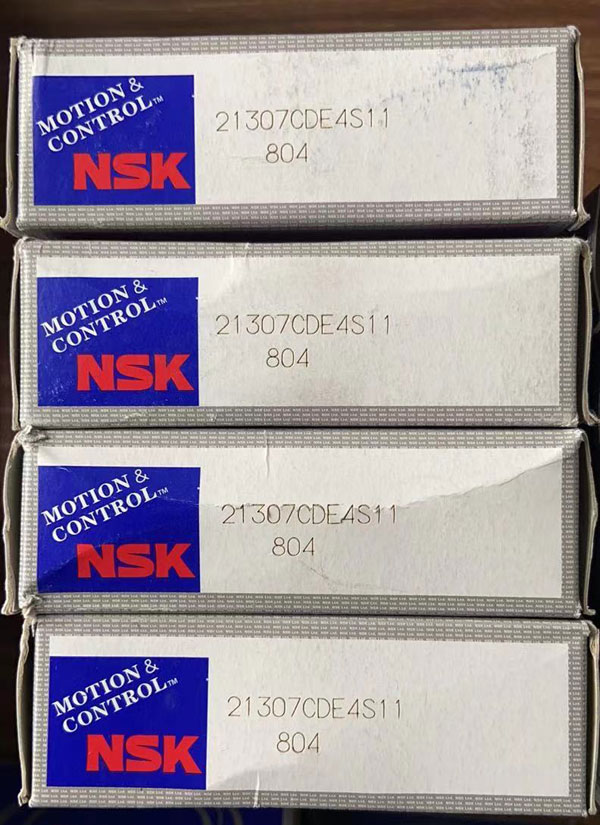 MOTION &
CONTROL™
NSK
21307CDE4S11
804
MOTION &
CONTROL™
NSK
21307CDE4S11
804
MOTION &
CONTROL™
NSK
21307CDE4S11
804
MOTION &
CONTROL™
NSK
21307CDE4S11
804